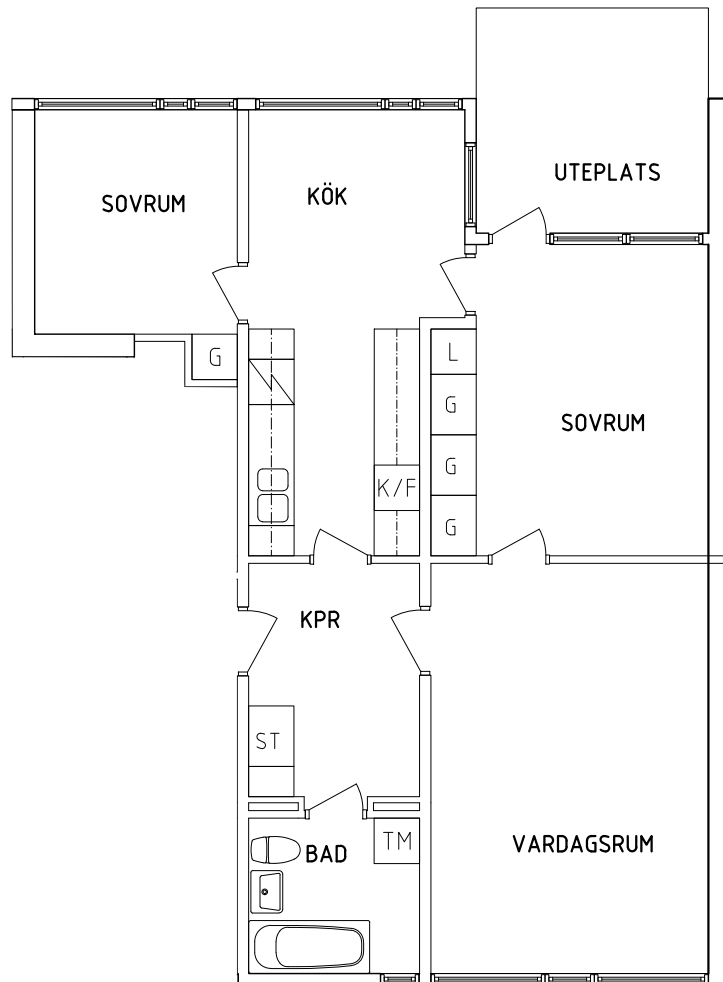 UTEPLATS
SOVRUM
KÖK
G
L
G
SOVRUM
G
K/F
G
KPR
ST
TM
BAD
VARDAGSRUM